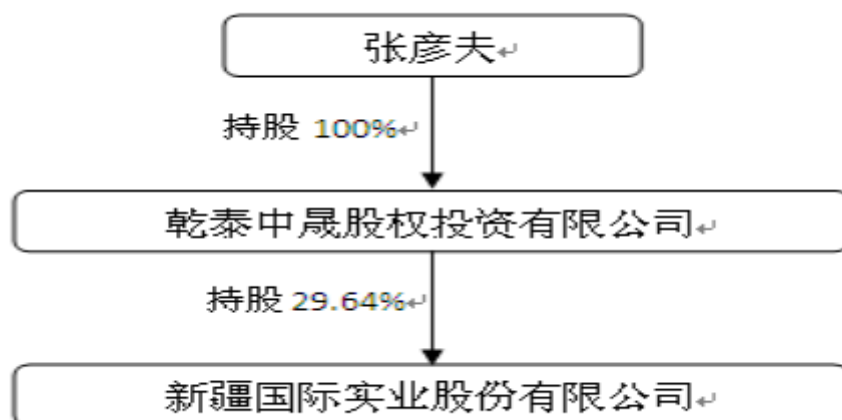 张彦夫
持股 100%
乾泰中晟股权投资有限公司
持股 29.64%
新疆国际实业股份有限公司